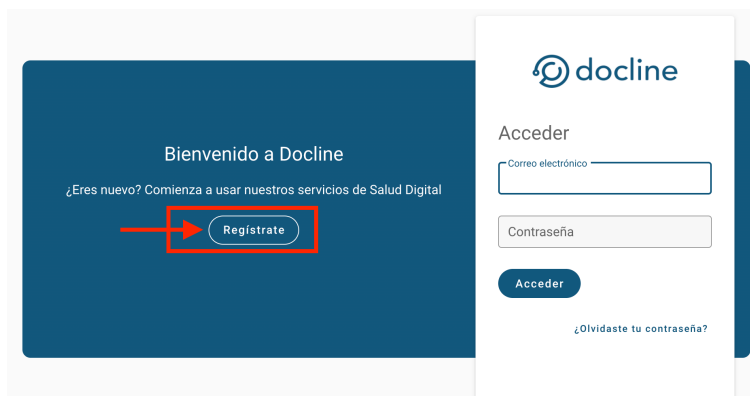 Bienvenido a Docline
¿Eres nuevo? Comienza a usar nuestros servicios de Salud Digital
Regístrate
docline
Acceder
Correo electrónico
Contraseña
Acceder
¿Olvidaste tu contraseña?